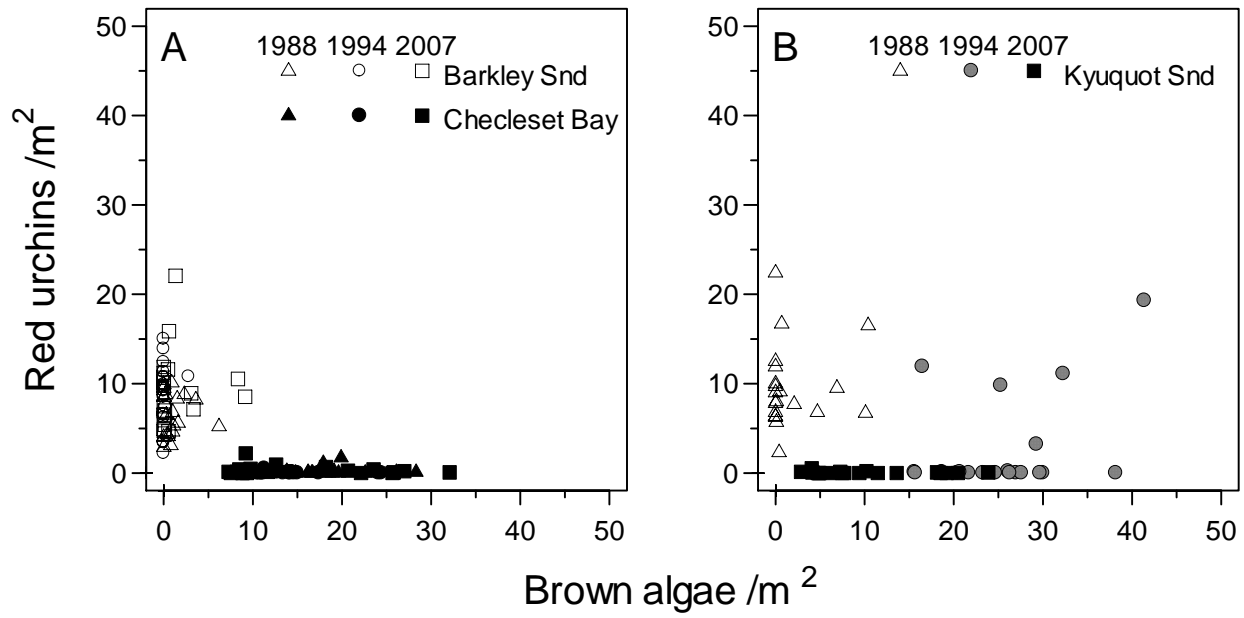 A
1988 1994 2007
Barkley Snd
Checleset Bay
50
40
30
20
10
0
0 10 20 30 40 50
B
1988 1994 2007
Kyuquot Snd
50
40
30
20
10
0
0 10 20 30 40 50
Red urchins /m²
Brown algae /m ²